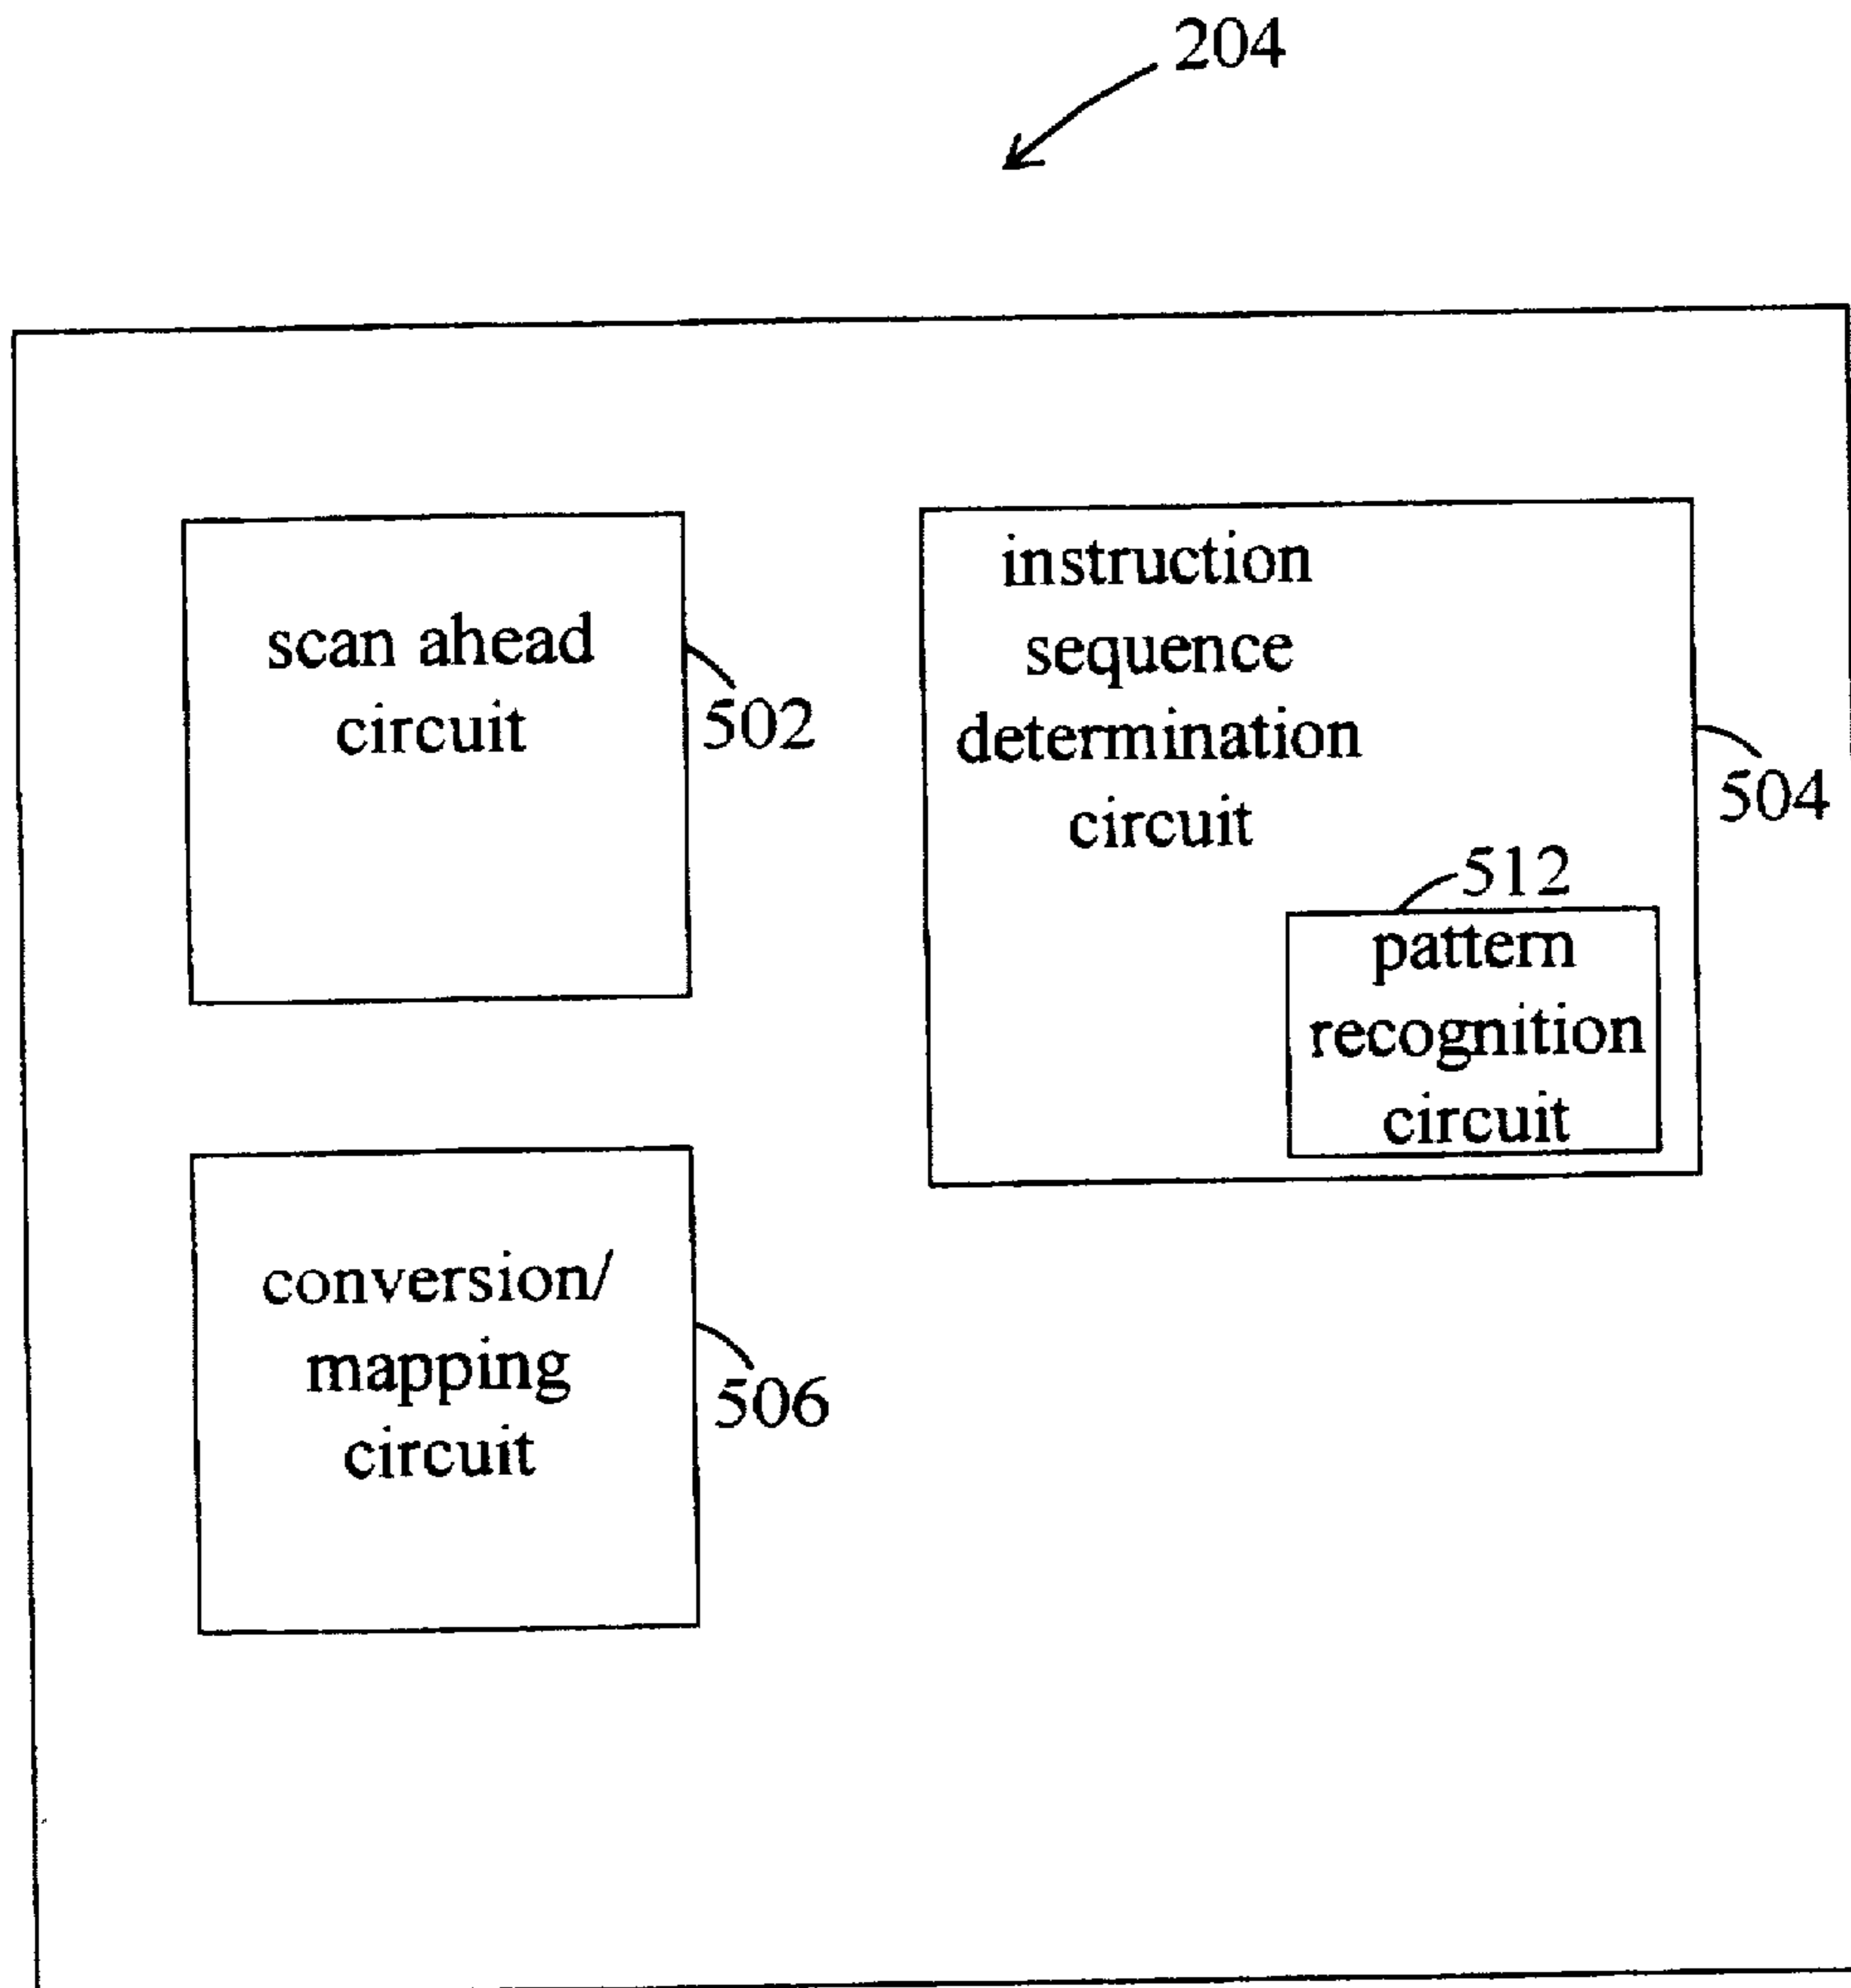 204
scan ahead
circuit
502
instruction
sequence
determination
circuit
504
512
pattern
recognition
circuit
conversion/
mapping
circuit
506